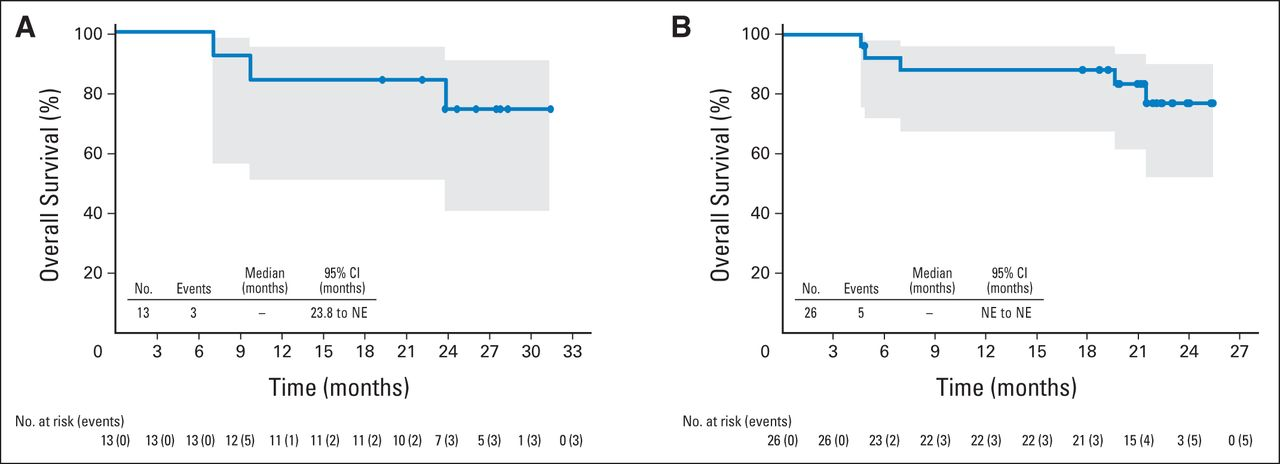 A
Overall Survival (%)
100
80
60
40
20
No. Events Median (months) 95% CI (months)
13 3 – 23.8 to NE
0 3 6 9 12 15 18 21 24 27 30 33
Time (months)
No. at risk (events)
13 (0) 13 (0) 13 (0) 12 (5) 11 (1) 11 (2) 11 (2) 10 (2) 7 (3) 5 (3) 1 (3) 0 (3)
B
Overall Survival (%)
100
80
60
40
20
No. Events Median (months) 95% CI (months)
26 5 – NE to NE
0 3 6 9 12 15 18 21 24 27
Time (months)
No. at risk (events)
26 (0) 26 (0) 23 (2) 22 (3) 22 (3) 22 (3) 21 (3) 15 (4) 3 (5) 0 (5)